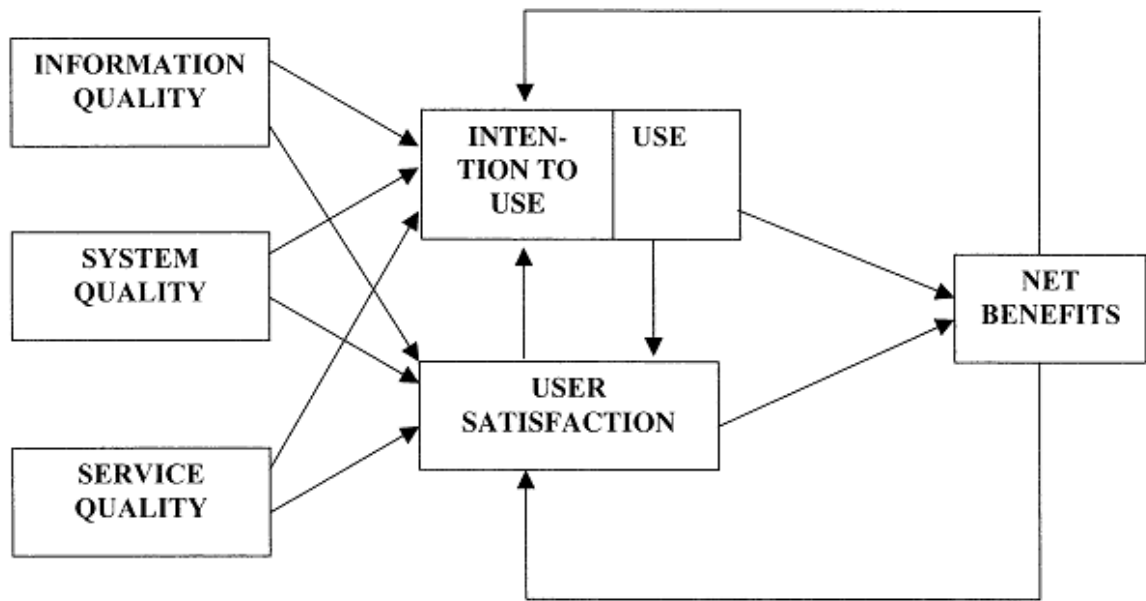 INFORMATION
QUALITY
INTEN-
TION TO
USE
USE
SYSTEM
QUALITY
NET
BENEFITS
USER
SATISFACTION
SERVICE
QUALITY